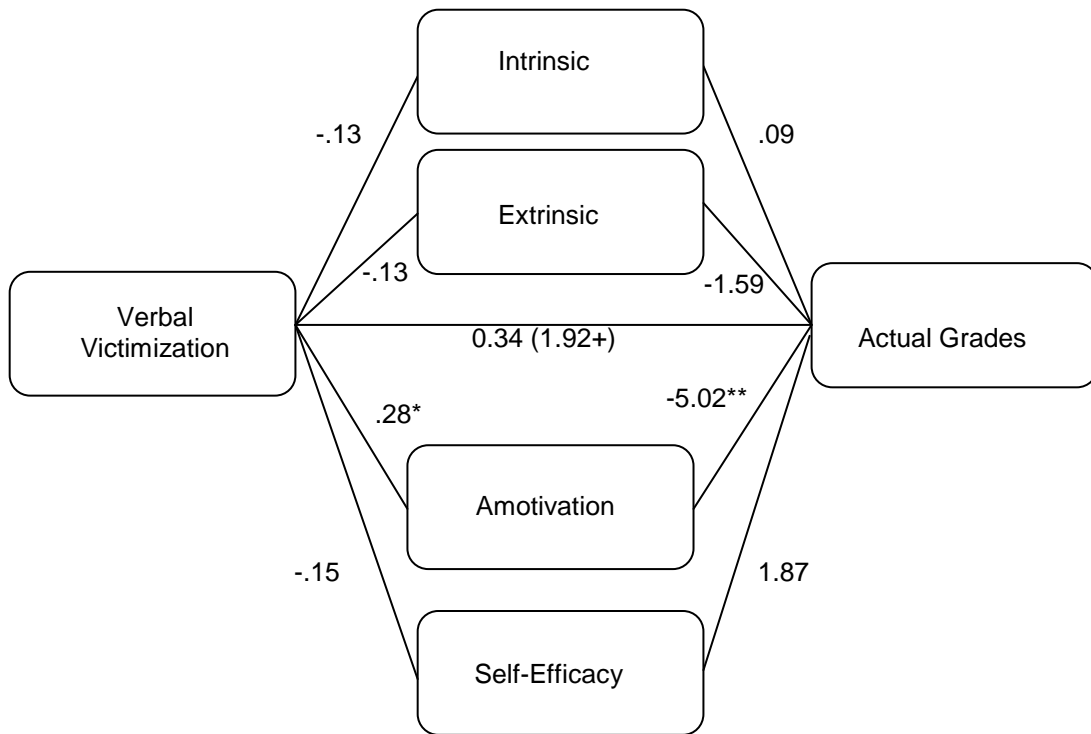 Intrinsic
-.13
.09
Extrinsic
-.13
-1.59
Verbal
Victimization
0.34 (1.92+)
Actual Grades
.28*
-5.02**
Amotivation
-.15
1.87
Self-Efficacy